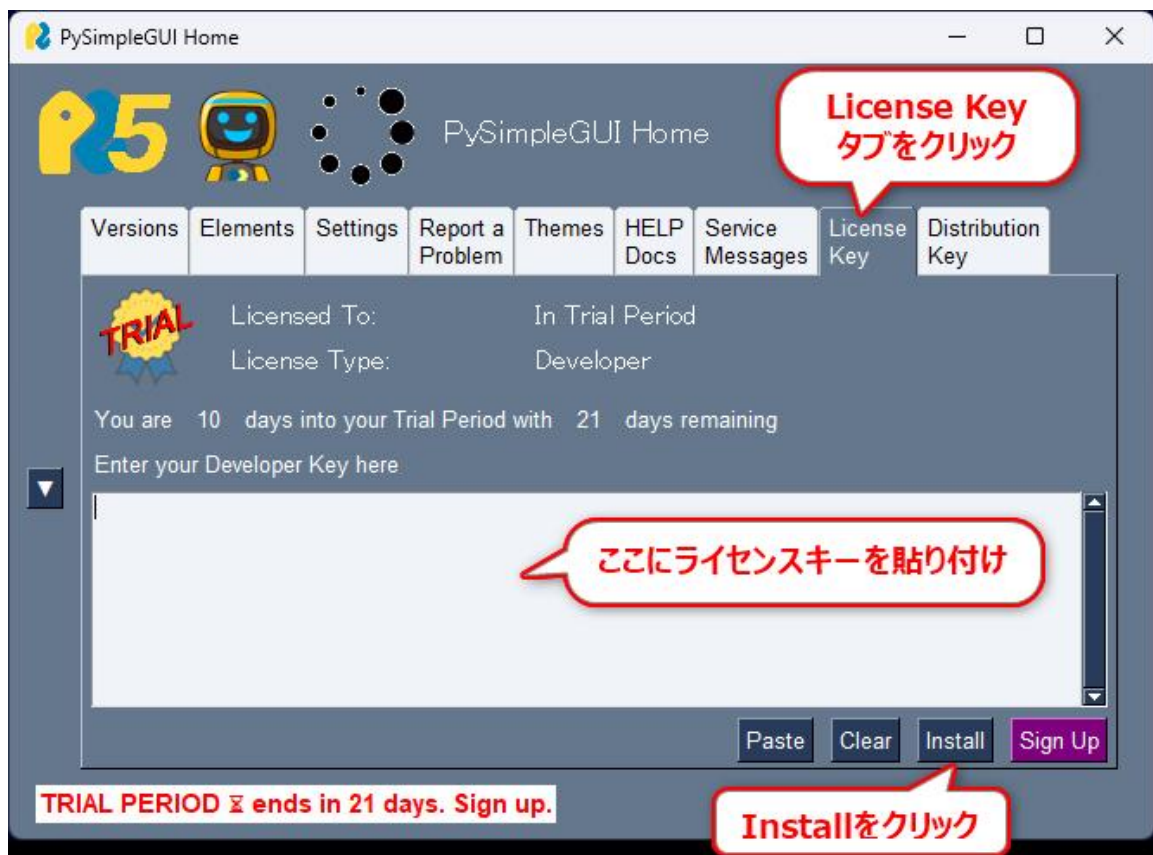 PySimpleGUI Home
PySimpleGUI Home
License Key
タブをクリック
Versions Elements Settings Report a Problem Themes HELP Docs Service Messages License Key Distribution Key
TRIAL
Licensed To: In Trial Period
License Type: Developer
You are 10 days into your Trial Period with 21 days remaining
Enter your Developer Key here
ここにライセンスキーを貼り付け
Paste Clear Install Sign Up
TRIAL PERIOD ⌛ ends in 21 days. Sign up.
Installをクリック